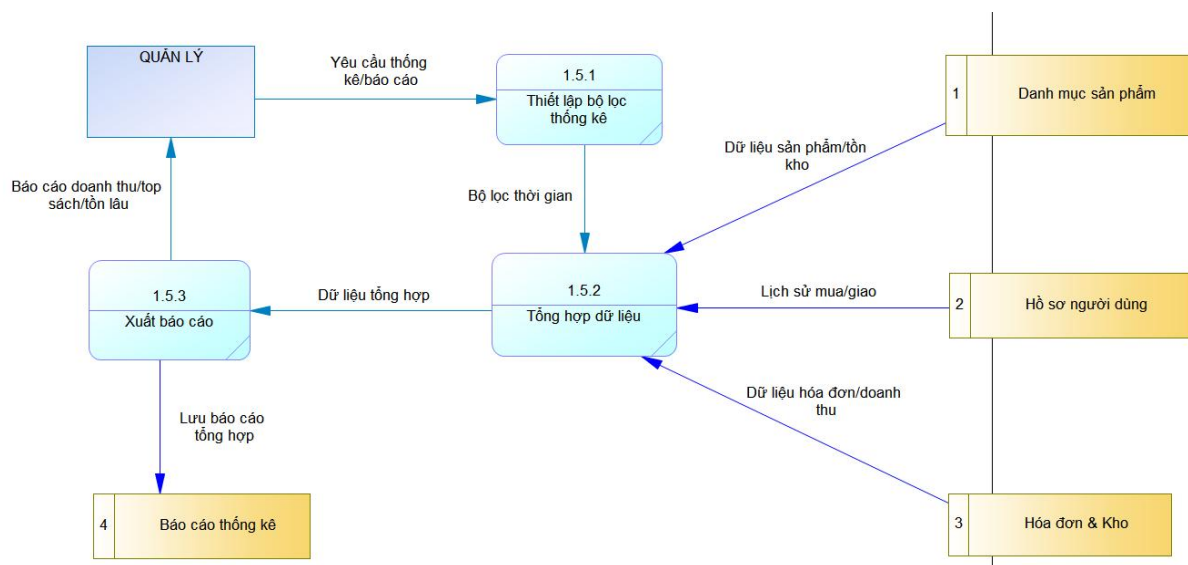 QUẢN LÝ
Yêu cầu thống
kê/báo cáo
1.5.1
Thiết lập bộ lọc
thống kê
1
Danh mục sản phẩm
Dữ liệu sản phẩm/tồn
kho
Báo cáo doanh thu/top
sách/tồn lâu
Bộ lọc thời gian
1.5.3
Xuất báo cáo
Dữ liệu tổng hợp
1.5.2
Tổng hợp dữ liệu
Lịch sử mua/giao
2
Hồ sơ người dùng
Dữ liệu hóa đơn/doanh
thu
Lưu báo cáo
tổng hợp
4
Báo cáo thống kê
3
Hóa đơn & Kho